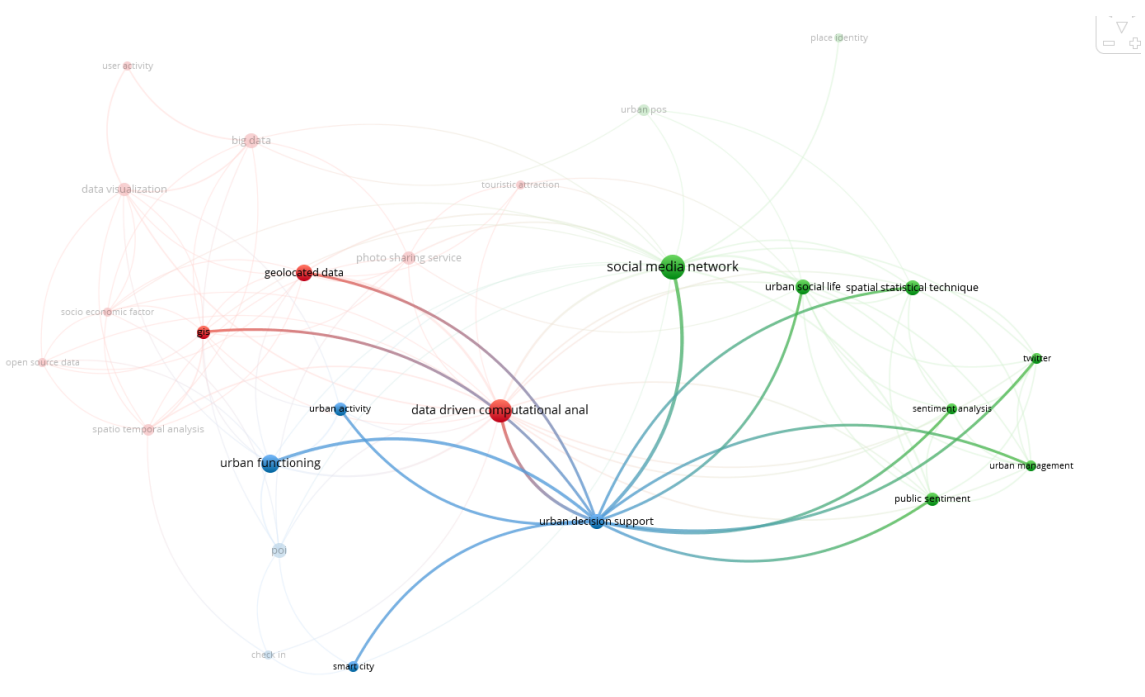 place identity
user activity
urban pos
big data
touristic attraction
data visualization
photo sharing service
social media network
geolocated data
urban social life
spatial statistical technique
socio economic factor
gis
twitter
open source data
urban activity
data driven computational anal
sentiment analysis
spatio temporal analysis
urban functioning
urban management
public sentiment
urban decision support
poi
check in
smart city